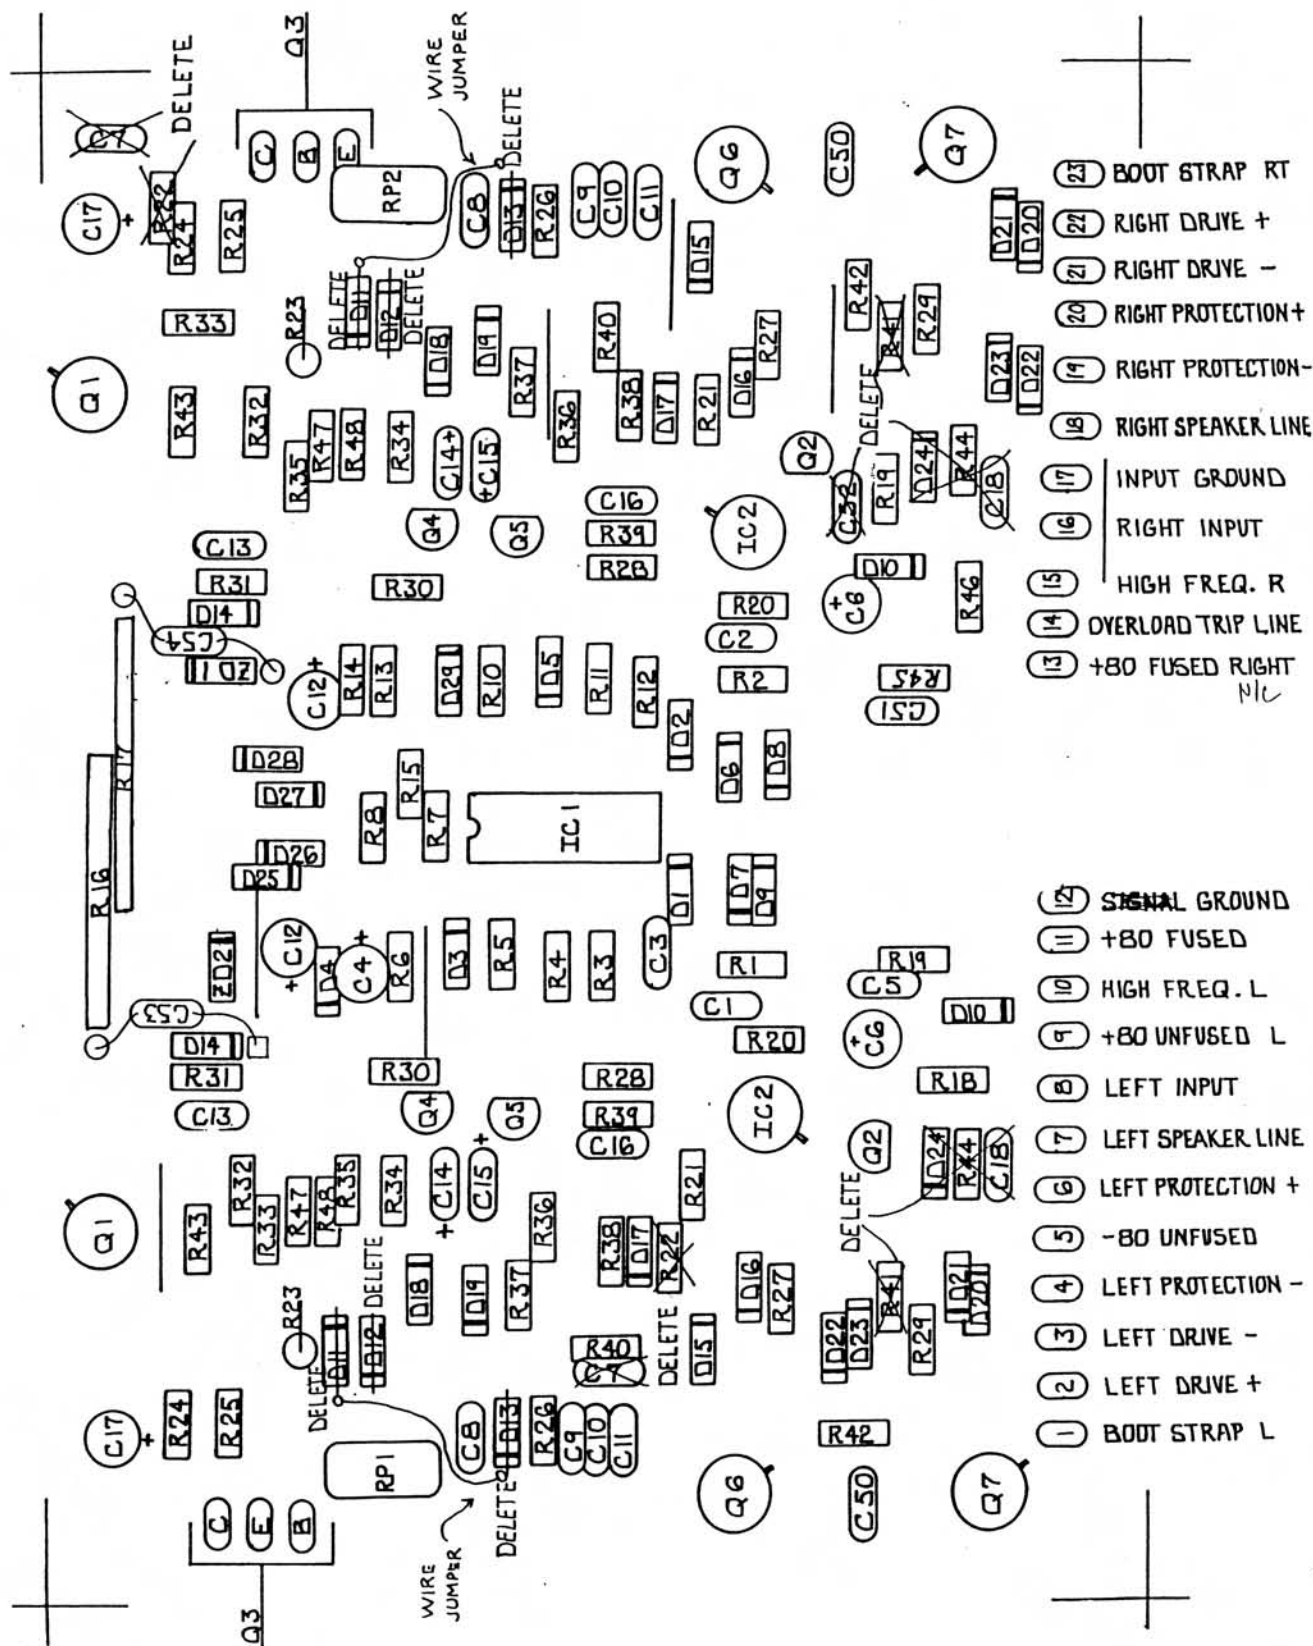 Q3
C7
DELETE
C
B
E
WIRE
JUMPER
C17
+
R22
R24
R25
RP2
C8
DELETE
D13
R26
C9
C10
C11
Q6
C50
Q7
D15
D21
D20
R33
R23
DELETE
D11
D12
DELETE
D18
D19
R37
R40
R42
R41
R29
R27
D16
D23
D22
Q1
R43
R32
R47
R48
R34
R35
C14+
+C15
R36
R38
D17
R21
DELETE
Q2
C32
R19
D24
R44
C18
Q4
Q5
C16
R39
R28
IC2
C13
R31
D14
C54
ZD1
R30
R20
C2
R2
+
C6
D10
R46
R45
C51
C12+
R14
R13
D29
R10
D5
R11
R12
D2
D6
D8
R17
R16
D28
D27
D26
D25
R8
R15
R7
IC1
D1
D7
D9
ZD2
+C12
D4
C4+
R6
D3
R5
R4
R3
C3
R1
C1
R19
C5
C53
D14
R31
C13
R30
Q4
Q5
R28
R39
C16
R20
IC2
+
C6
D10
R18
Q1
R43
R32
R33
R47
R48
R35
R34
+C14
C15+
R36
R37
R38
D17
R22
R21
Q2
D24
R44
C18
DELETE
R23
DELETE
D11
D12
DELETE
D18
D19
R40
C7
DELETE
D15
D16
R27
D22
D23
R41
R29
D21
D20
C17
+
R24
R25
RP1
C8
D13
DELETE
R26
C9
C10
C11
R42
C50
Q6
Q7
C
E
B
Q3
WIRE
JUMPER
23 BOOT STRAP RT
22 RIGHT DRIVE +
21 RIGHT DRIVE -
20 RIGHT PROTECTION+
19 RIGHT PROTECTION-
18 RIGHT SPEAKER LINE
17 INPUT GROUND
16 RIGHT INPUT
15 HIGH FREQ. R
14 OVERLOAD TRIP LINE
13 +80 FUSED RIGHT
N/C
12 SIGNAL GROUND
11 +80 FUSED
10 HIGH FREQ. L
9 +80 UNFUSED L
8 LEFT INPUT
7 LEFT SPEAKER LINE
6 LEFT PROTECTION +
5 -80 UNFUSED
4 LEFT PROTECTION -
3 LEFT DRIVE -
2 LEFT DRIVE +
1 BOOT STRAP L